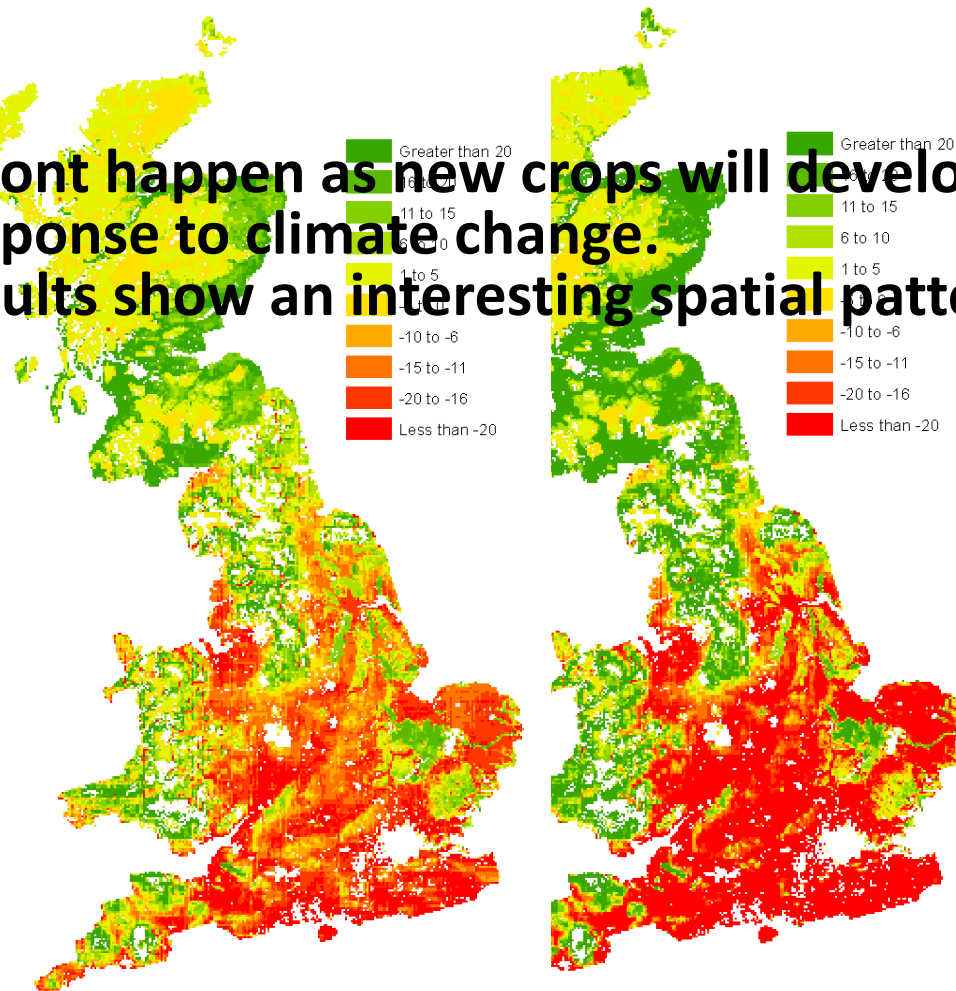 Greater than 20
Greater than 20
ont happen as new crops will develo
11 to 15
11 to 15
6 to 10
ponse to climate change.
1 to 5
1 to 5
ults show an interesting spatial patte
-10 to -6
-10 to -6
-15 to -11
-15 to -11
-20 to -16
-20 to -16
Less than -20
Less than -20